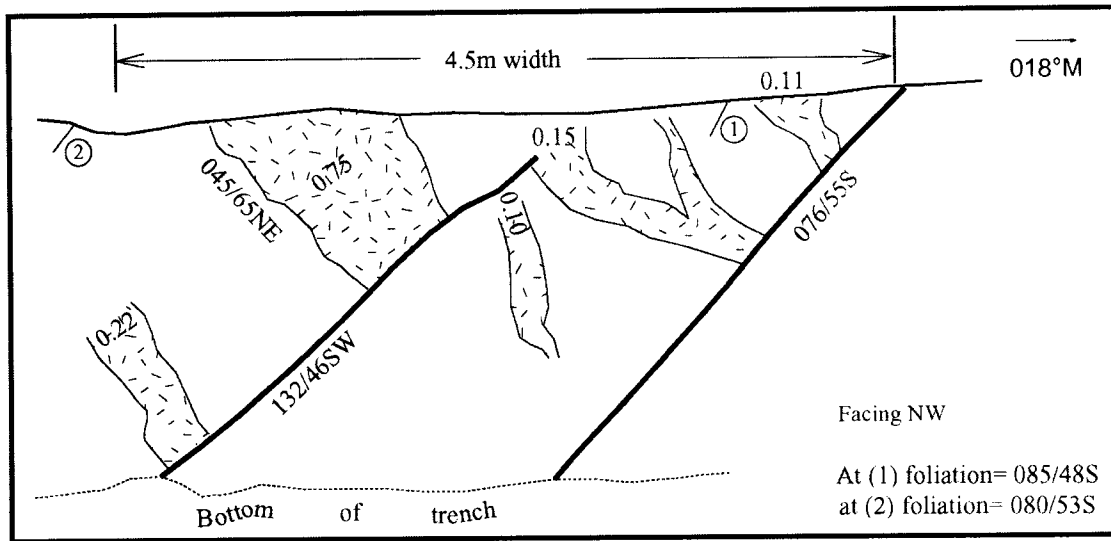 4.5m width
018°M
0.11
②
①
0.15
0.75
045/65NE
076/55S
0.10
0.22
132/46SW
Facing NW
At (1) foliation= 085/48S
at (2) foliation= 080/53S
Bottom of trench